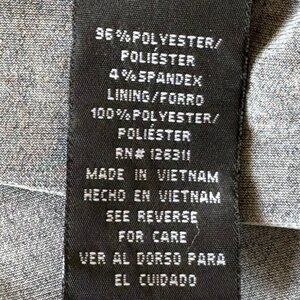 96%POLYESTER/
POLIÉSTER
4%SPANDEX
LINING/FORRO
100%POLYESTER/
POLIÉSTER
RN# 126311
MADE IN VIETNAM
HECHO EN VIETNAM
SEE REVERSE
FOR CARE
VER AL DORSO PARA
EL CUIDADO